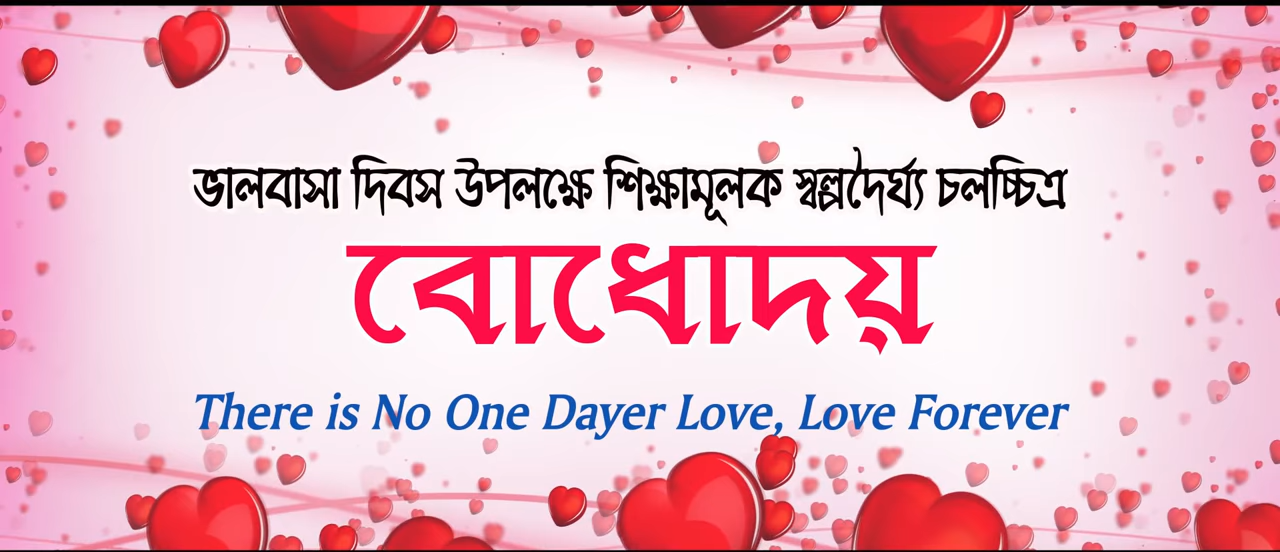 ভালবাসা দিবস উপলক্ষে শিক্ষামূলক স্বল্পদৈর্ঘ্য চলচ্চিত্র
বোধোদয়
There is No One Dayer Love, Love Forever